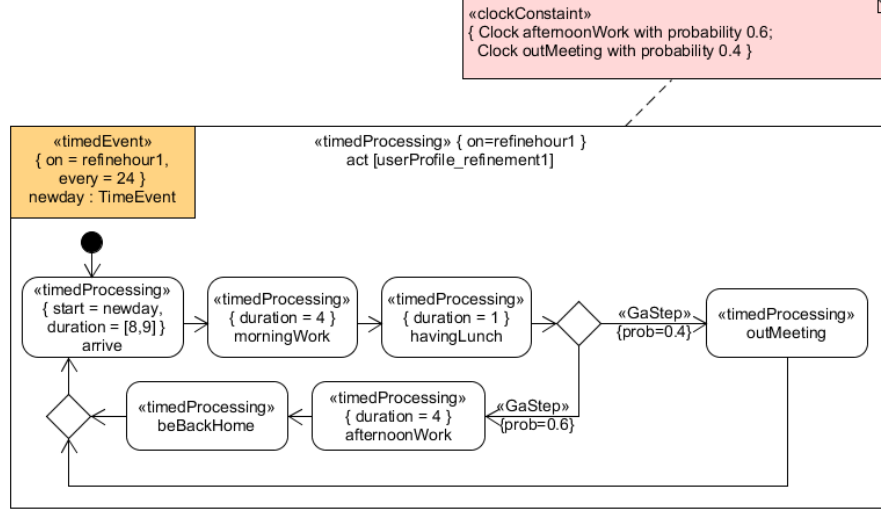 «clockConstaint»
{ Clock afternoonWork with probability 0.6;
Clock outMeeting with probability 0.4 }
«timedEvent»
{ on = refinehour1,
every = 24 }
newday : TimeEvent
«timedProcessing» { on=refinehour1 }
act [userProfile_refinement1]
«timedProcessing»
{ start = newday,
duration = [8,9] }
arrive
«timedProcessing»
{ duration = 4 }
morningWork
«timedProcessing»
{ duration = 1 }
havingLunch
«GaStep»
{prob=0.4}
«timedProcessing»
outMeeting
«timedProcessing»
beBackHome
«timedProcessing»
{ duration = 4 }
afternoonWork
«GaStep»
{prob=0.6}